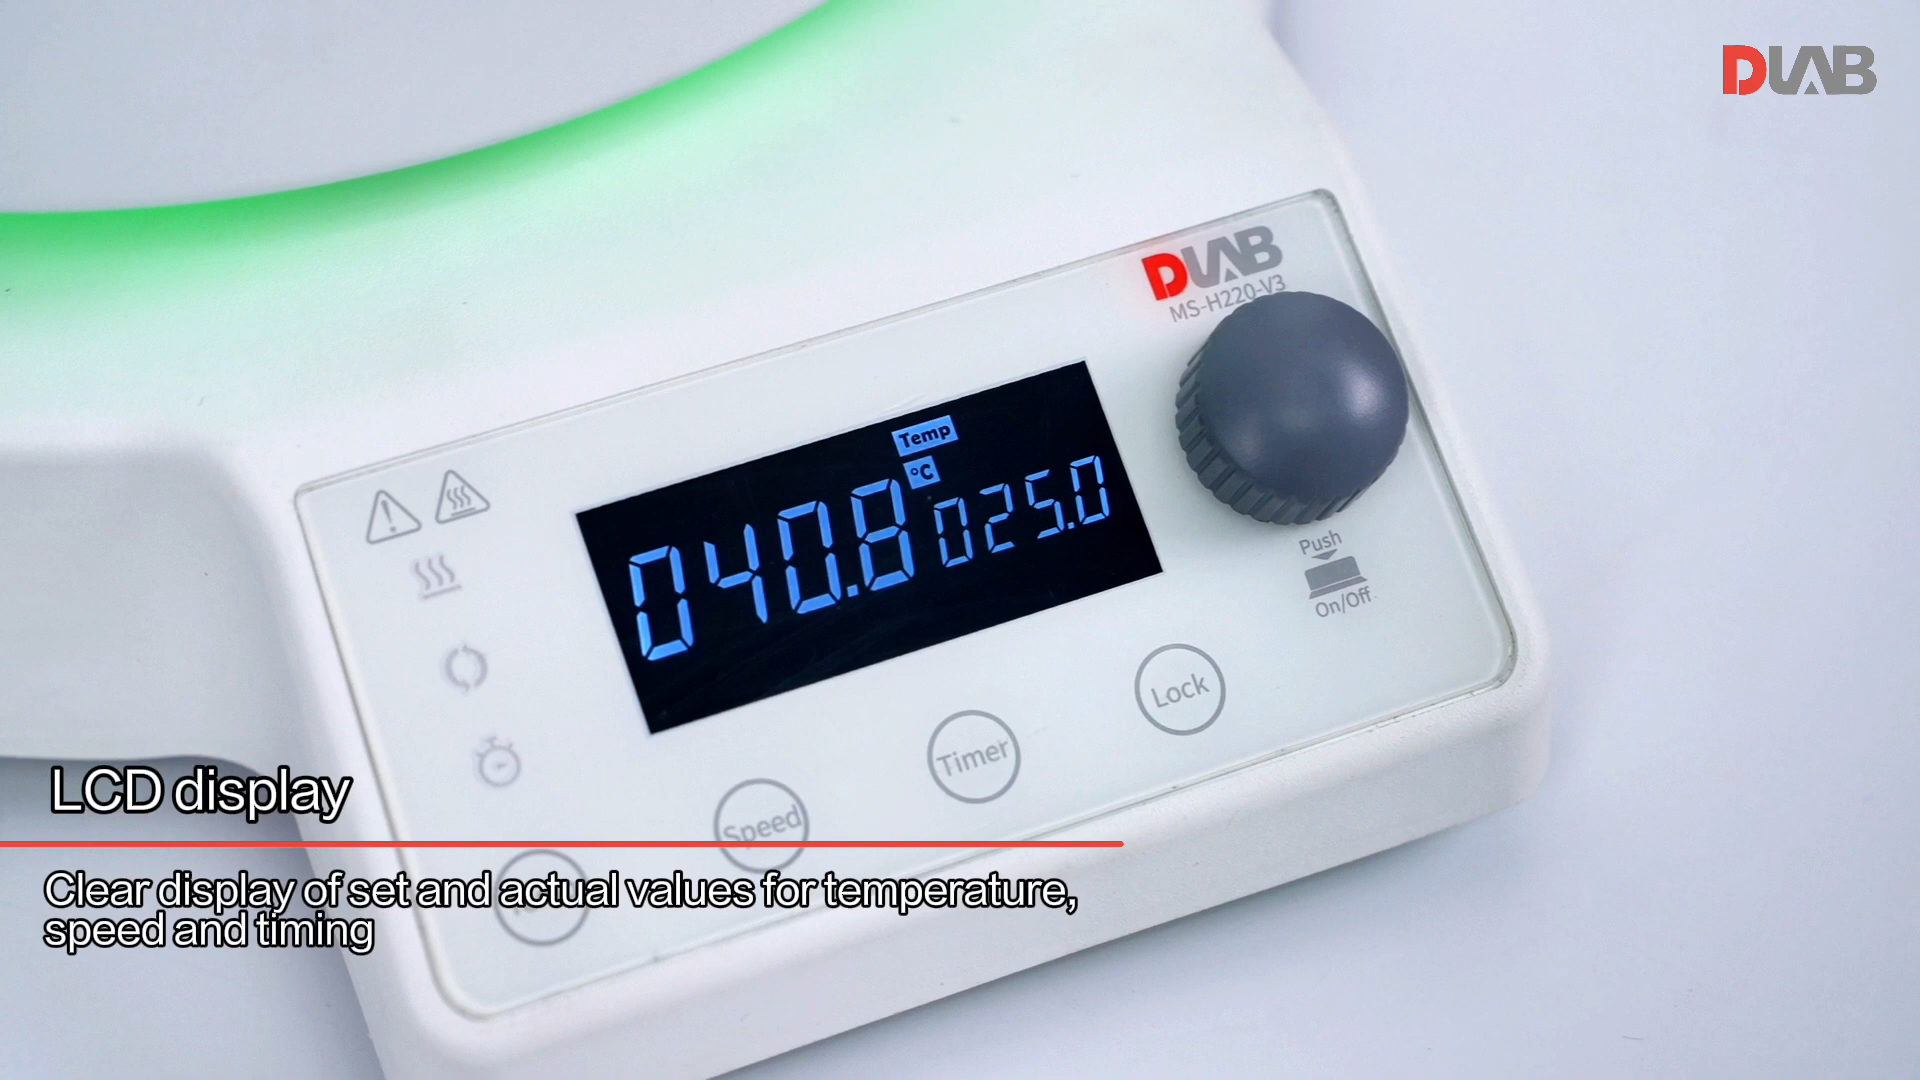 DLAB
DLAB
MS-H220-V3
Temp
°C
040.8 025.0
Push
On/Off
Lock
Timer
Speed
LCD display
Clear display of set and actual values for temperature,
speed and timing